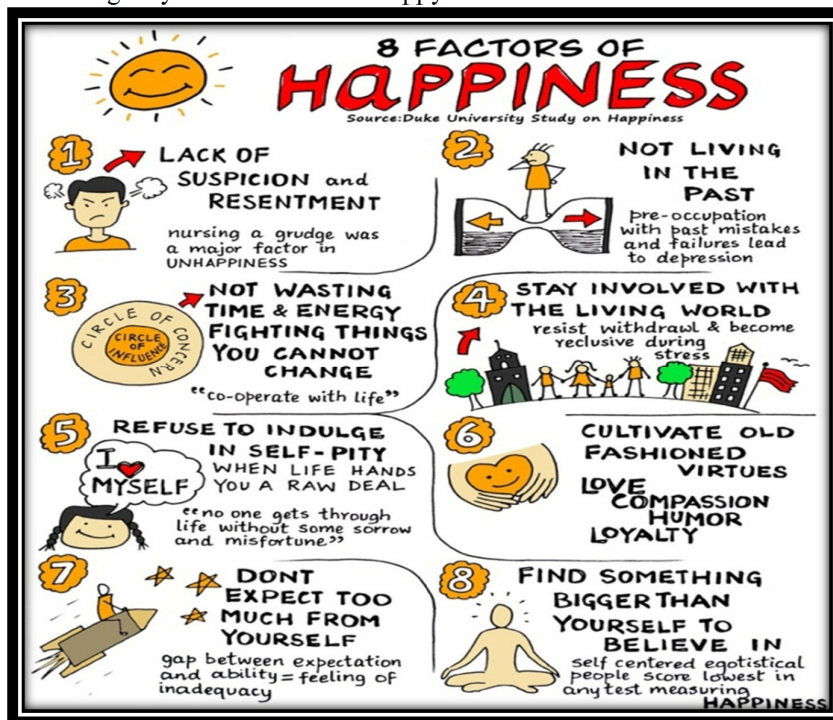 8 FACTORS OF
HAPPINESS
Source:Duke University Study on Happiness
1
LACK OF
SUSPICION and
RESENTMENT
nursing a grudge was
a major factor in
UNHAPPINESS
2
NOT LIVING
IN THE
PAST
pre-occupation
with past mistakes
and failures lead
to depression
3
CIRCLE OF CONCERN
CIRCLE
OF
INFLUENCE
NOT WASTING
TIME & ENERGY
FIGHTING THINGS
YOU CANNOT
CHANGE
"co-operate with life"
4
STAY INVOLVED WITH
THE LIVING WORLD
resist withdrawl & become
reclusive during
stress
5
REFUSE TO INDULGE
IN SELF-PITY
WHEN LIFE HANDS
YOU A RAW DEAL
I
MYSELF
"no one gets through
life without some sorrow
and misfortune"
6
CULTIVATE OLD
FASHIONED
VIRTUES
LOVE
COMPASSION
HUMOR
LOYALTY
7
DONT
EXPECT TOO
MUCH FROM
YOURSELF
gap between expectation
and ability = feeling of
inadequacy
8
FIND SOMETHING
BIGGER THAN
YOURSELF TO
BELIEVE IN
self centered egotistical
people score lowest in
any test measuring
HAPPINESS